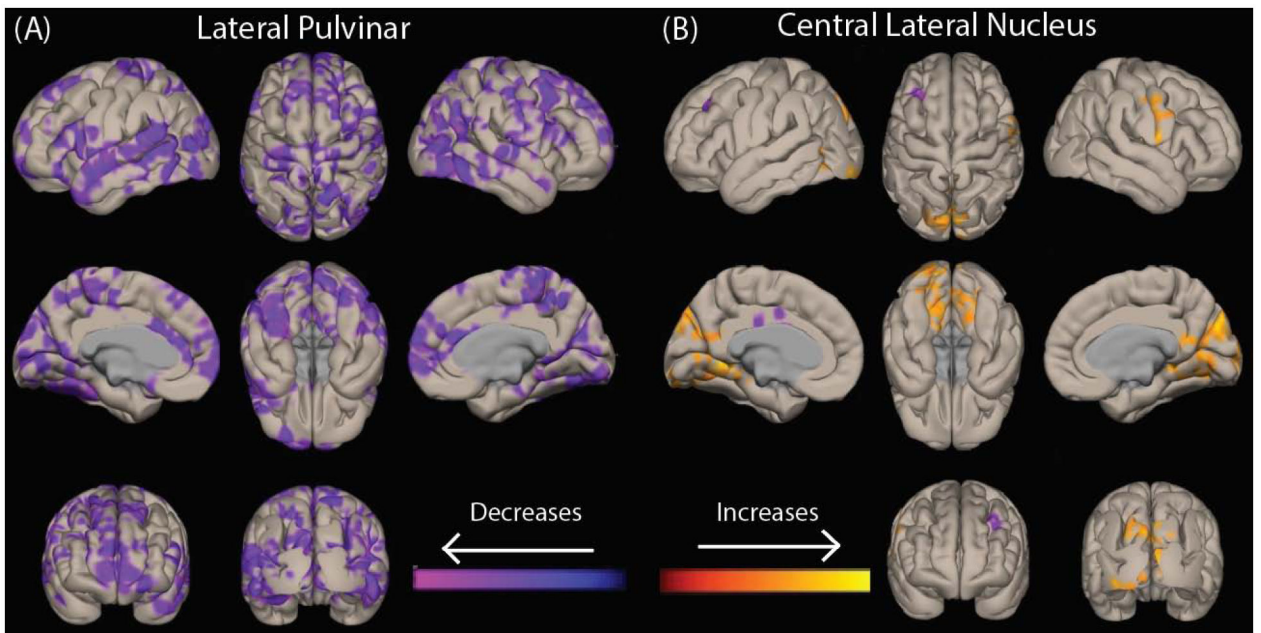 (A) Lateral Pulvinar
(B) Central Lateral Nucleus
Decreases
Increases